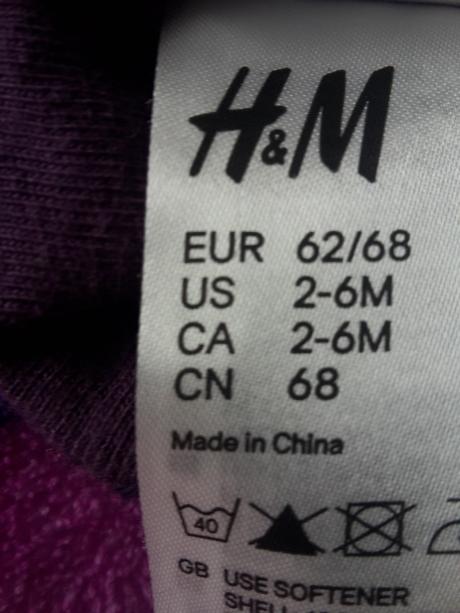 H&M
EUR 62/68
US 2-6M
CA 2-6M
CN 68
Made in China
40
GB USE SOFTENER